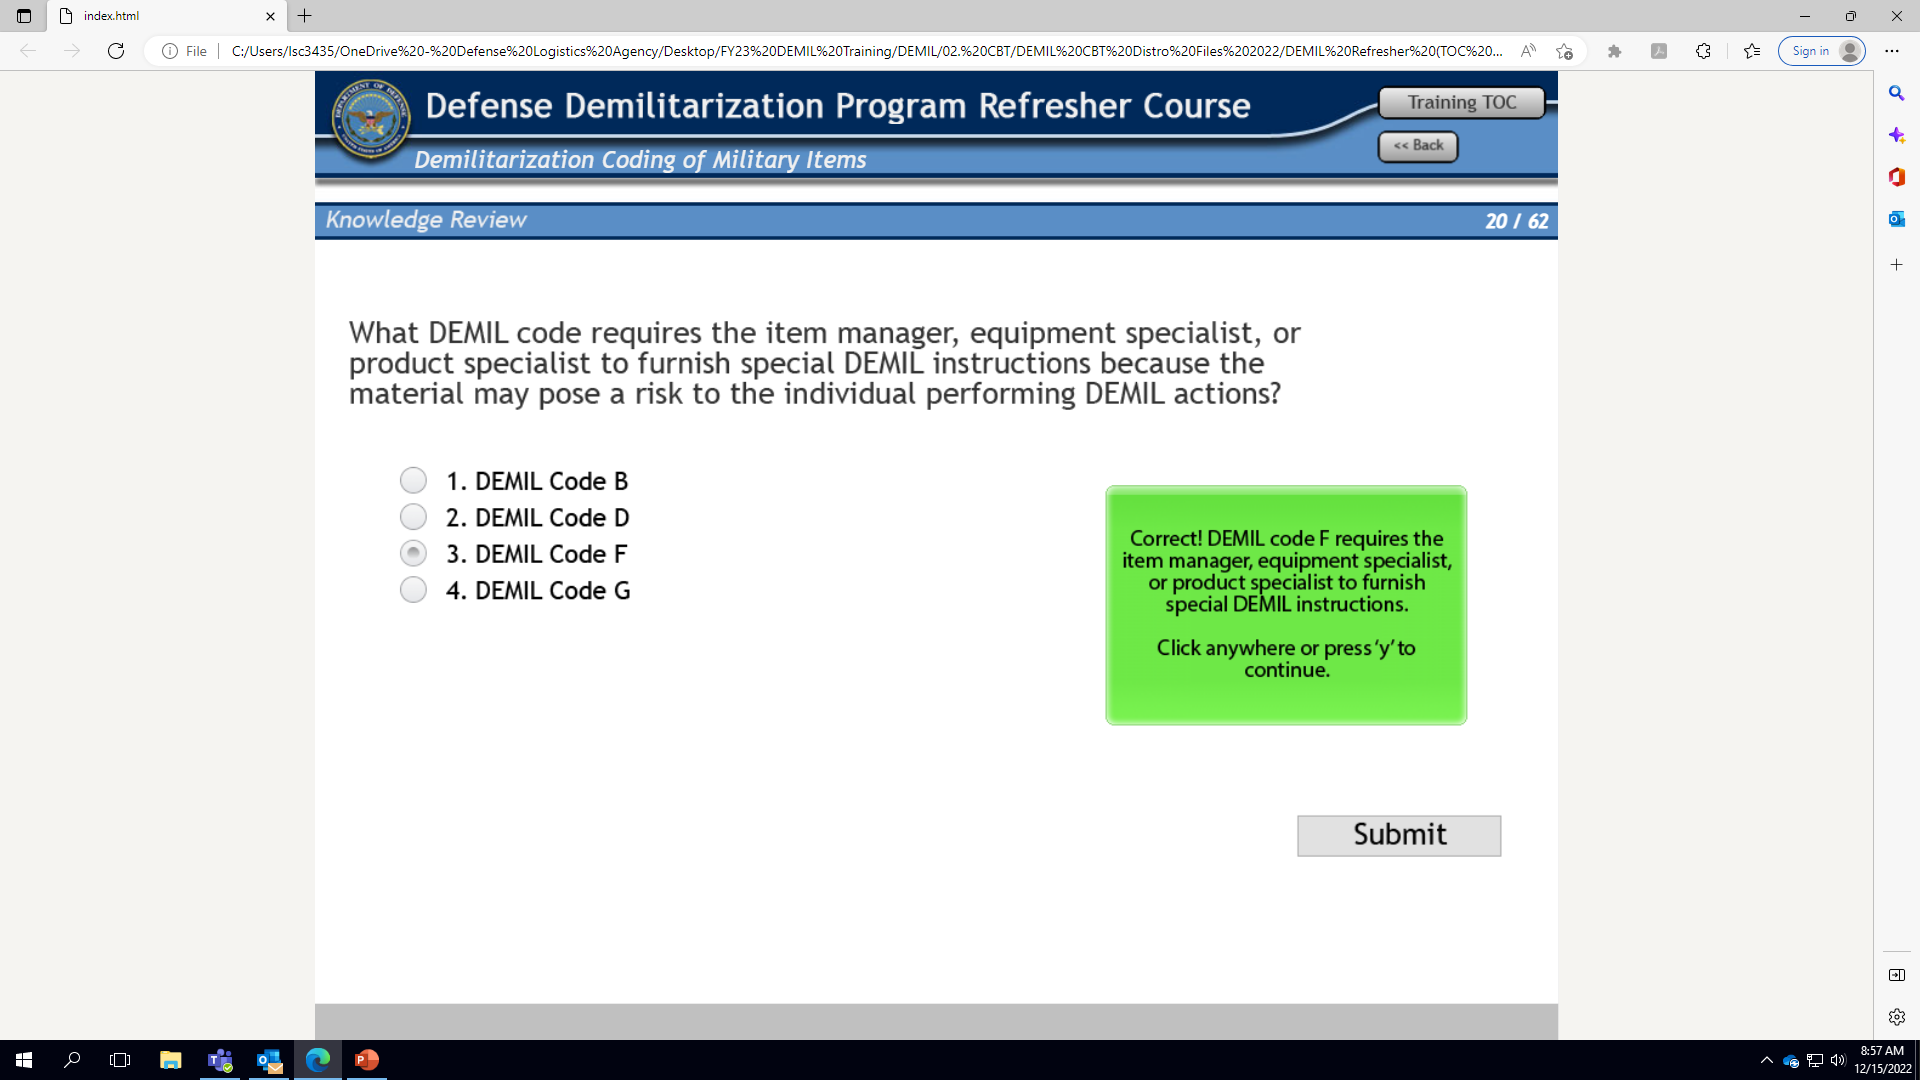 index.html
File
C:/Users/lsc3435/OneDrive%20-%20Defense%20Logistics%20Agency/Desktop/FY23%20DEMIL%20Training/DEMIL/02.%20CBT/DEMIL%20CBT%20Distro%20Files%202022/DEMIL%20Refresher%20(TOC%20...
Sign in
Defense Demilitarization Program Refresher Course
Training TOC
<< Back
Demilitarization Coding of Military Items
Knowledge Review
20 / 62
What DEMIL code requires the item manager, equipment specialist, or
product specialist to furnish special DEMIL instructions because the
material may pose a risk to the individual performing DEMIL actions?
1. DEMIL Code B
2. DEMIL Code D
3. DEMIL Code F
4. DEMIL Code G
Correct! DEMIL code F requires the
item manager, equipment specialist,
or product specialist to furnish
special DEMIL instructions.
Click anywhere or press ‘y’ to
continue.
Submit
8:57 AM
12/15/2022